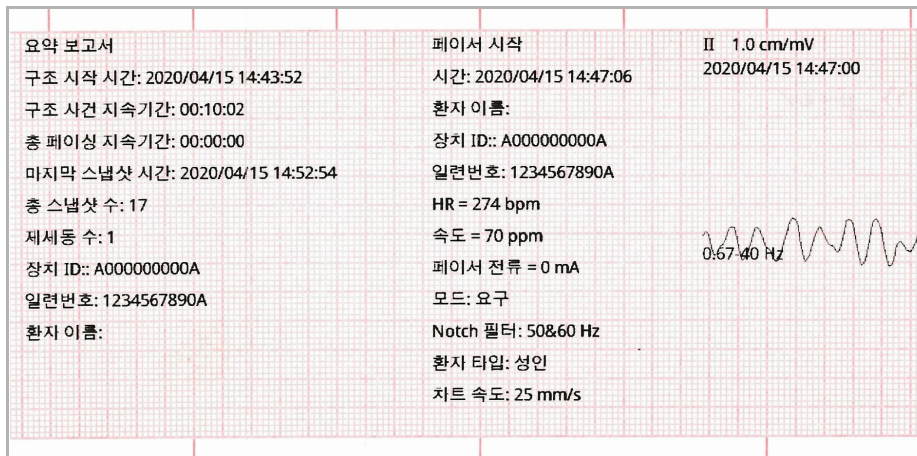 요약 보고서
구조 시작 시간: 2020/04/15 14:43:52
구조 사건 지속기간: 00:10:02
총 페이싱 지속기간: 00:00:00
마지막 스냅샷 시간: 2020/04/15 14:52:54
총 스냅샷 수: 17
제세동 수: 1
장치 ID:: A000000000A
일련번호: 1234567890A
환자 이름:
페이서 시작
시간: 2020/04/15 14:47:06
환자 이름:
장치 ID:: A000000000A
일련번호: 1234567890A
HR = 274 bpm
속도 = 70 ppm
페이서 전류 = 0 mA
모드: 요구
Notch 필터: 50&60 Hz
환자 타입: 성인
차트 속도: 25 mm/s
II 1.0 cm/mV
2020/04/15 14:47:00
0.67-40 Hz